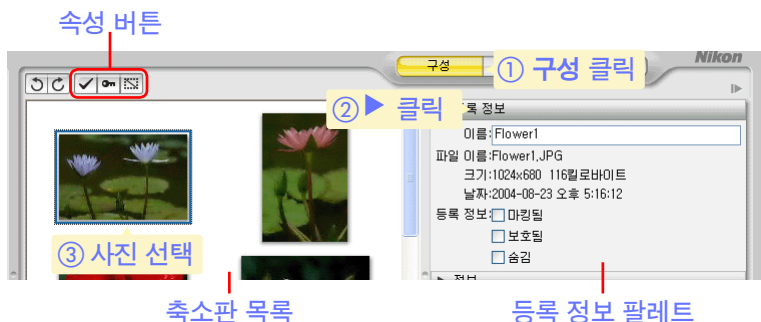 속성 버튼
Nikon
구성
① 구성 클릭
② ▶ 클릭
록 정보
이름: Flower1
파일 이름:Flower1.JPG
크기:1024x680 116킬로바이트
날짜:2004-08-23 오후 5:16:12
등록 정보: 마킹됨
보호됨
숨김
③ 사진 선택
정보
축소판 목록
등록 정보 팔레트